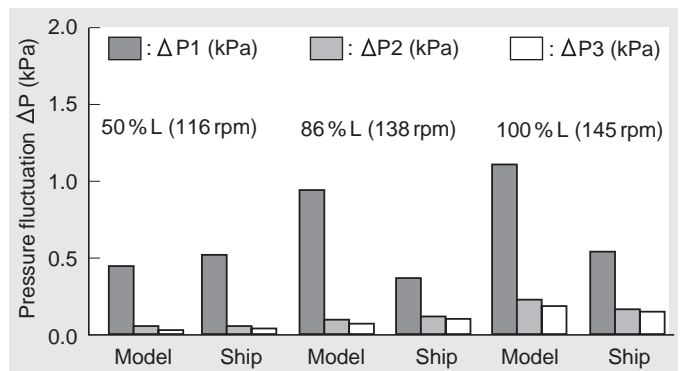 2.0
: ΔP1 (kPa) : ΔP2 (kPa) : ΔP3 (kPa)
1.5
50%L (116 rpm) 86%L (138 rpm) 100%L (145 rpm)
1.0
0.5
0.0
Pressure fluctuation ΔP (kPa)
Model Ship Model Ship Model Ship